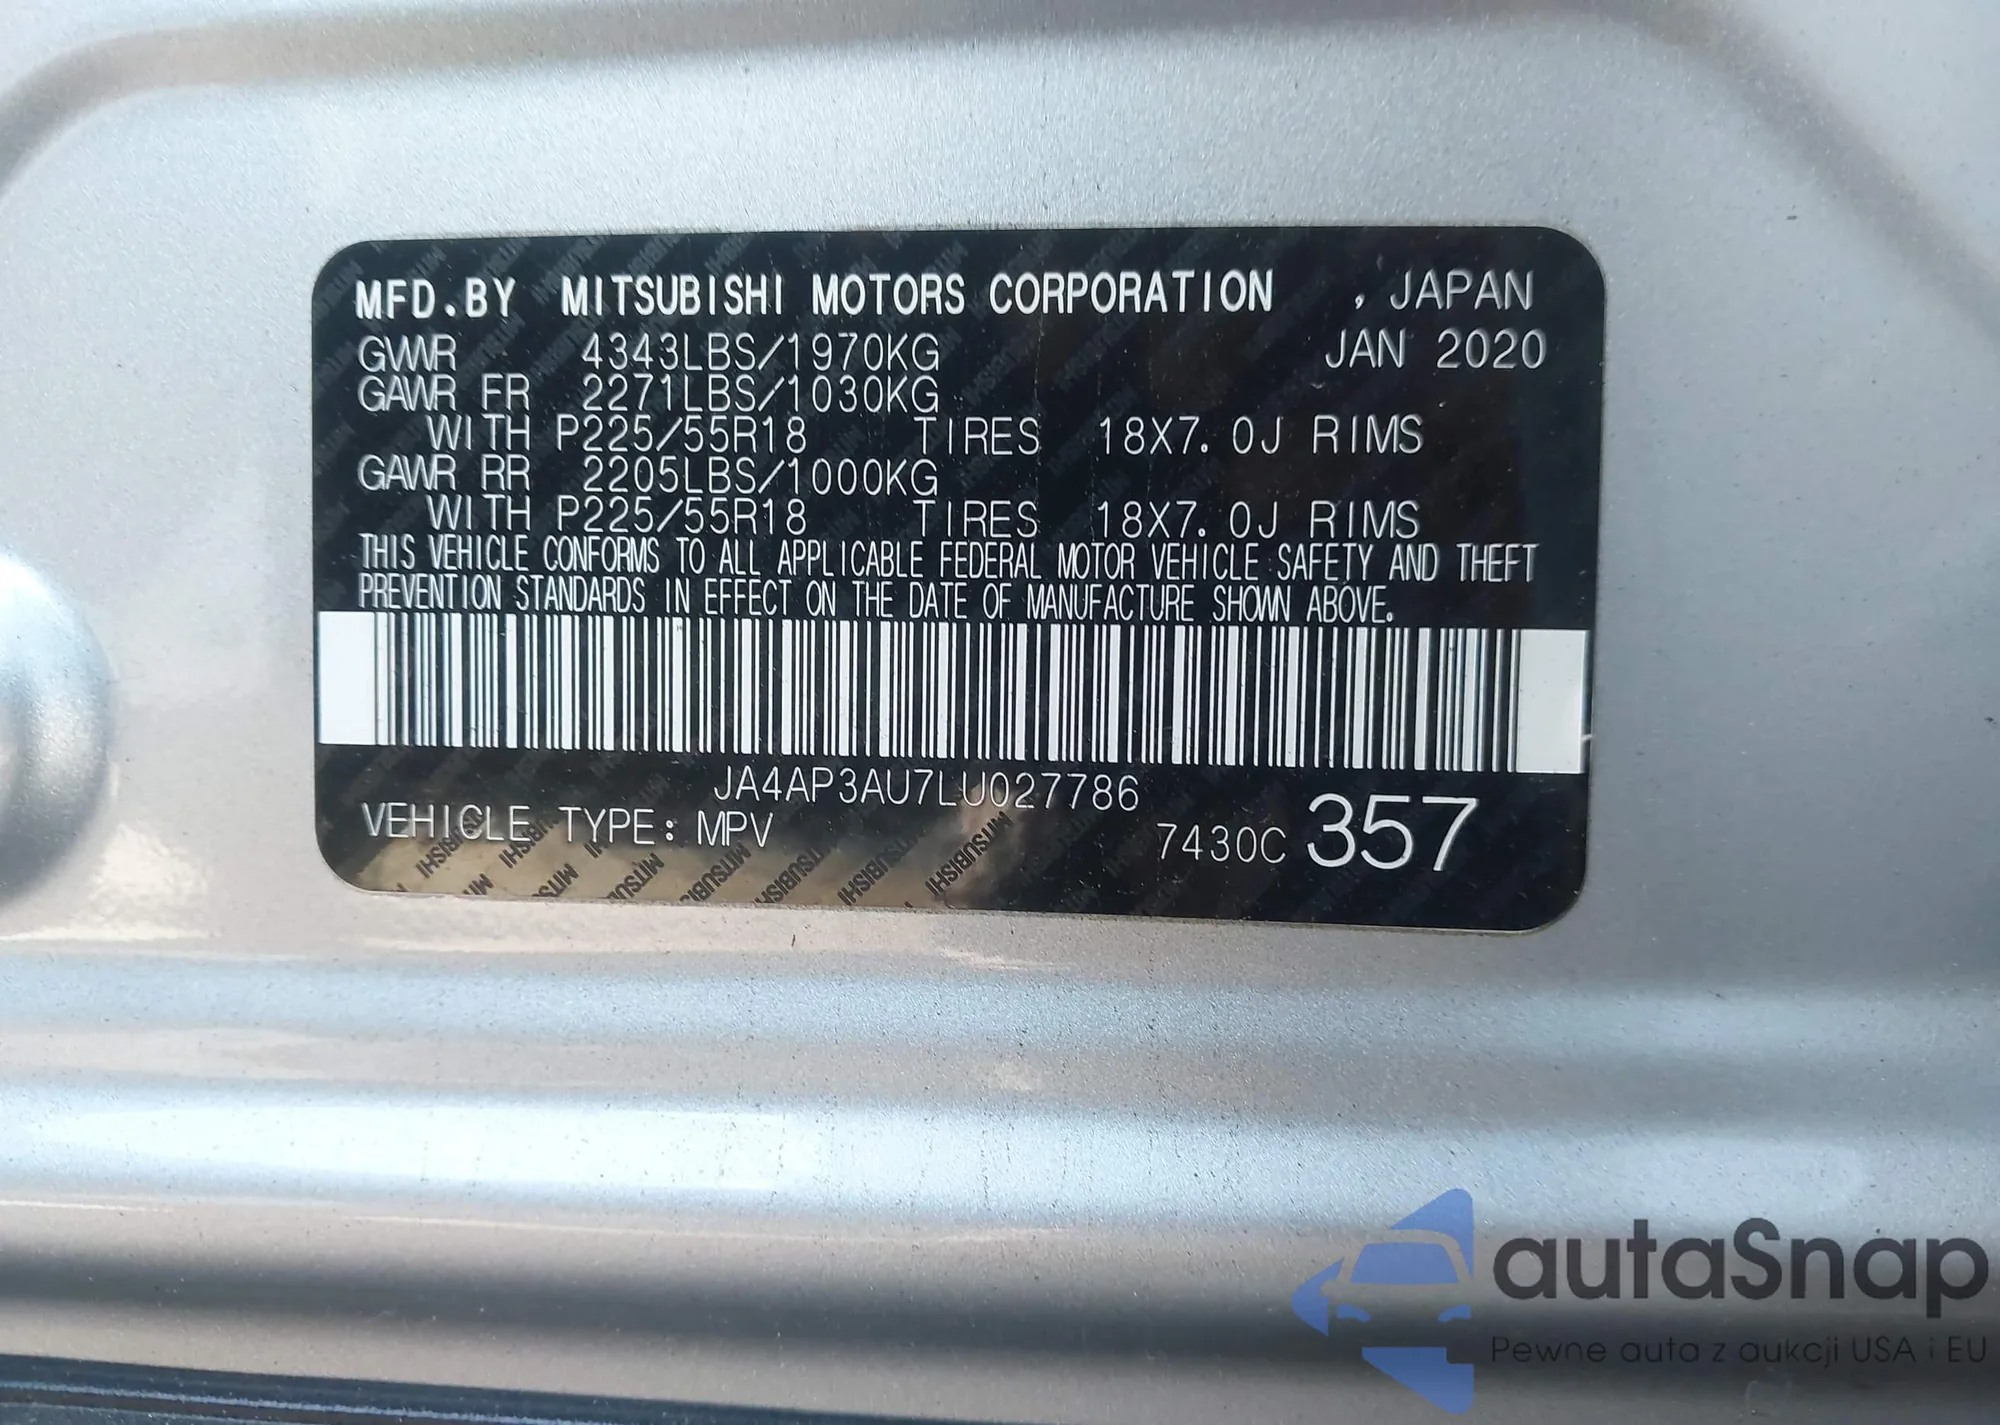 MFD.BY MITSUBISHI MOTORS CORPORATION , JAPAN
GVWR 4343LBS/1970KG JAN 2020
GAWR FR 2271LBS/1030KG
WITH P225/55R18 TIRES 18X7.0J RIMS
GAWR RR 2205LBS/1000KG
WITH P225/55R18 TIRES 18X7.0J RIMS
THIS VEHICLE CONFORMS TO ALL APPLICABLE FEDERAL MOTOR VEHICLE SAFETY AND THEFT
PREVENTION STANDARDS IN EFFECT ON THE DATE OF MANUFACTURE SHOWN ABOVE.
JA4AP3AU7LU027786
VEHICLE TYPE: MPV 7430C 357
autoSnap
Pewne auta z aukcji USA i EU